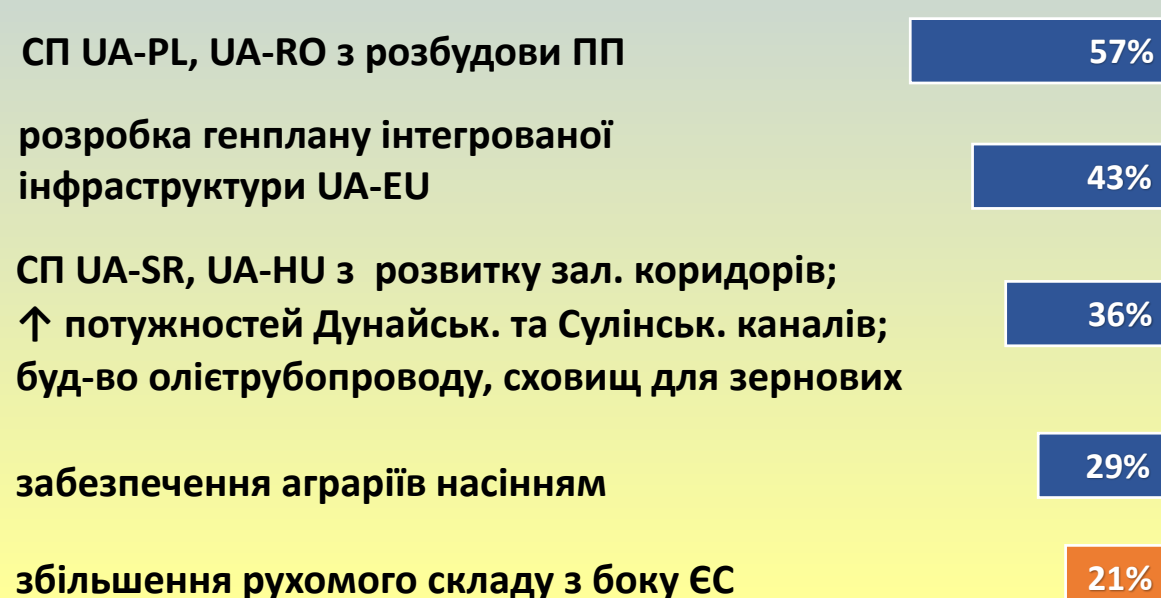 СП UA-PL, UA-RO з розбудови ПП
57%
розробка генплану інтегрованої
інфраструктури UA-EU
43%
СП UA-SR, UA-HU з розвитку зал. коридорів;
↑ потужностей Дунайськ. та Сулінськ. каналів;
буд-во олієтрубопроводу, сховищ для зернових
36%
забезпечення аграріїв насінням
29%
збільшення рухомого складу з боку ЄС
21%